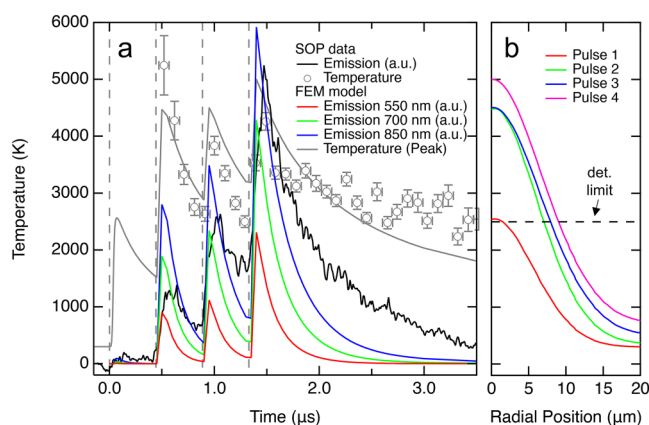 a
SOP data
Emission (a.u.)
Temperature
FEM model
Emission 550 nm (a.u.)
Emission 700 nm (a.u.)
Emission 850 nm (a.u.)
Temperature (Peak)
6000
5000
4000
3000
2000
1000
0
Temperature (K)
0.0
1.0
2.0
3.0
Time (µs)
b
Pulse 1
Pulse 2
Pulse 3
Pulse 4
det.
limit
0
5
10
15
20
Radial Position (µm)